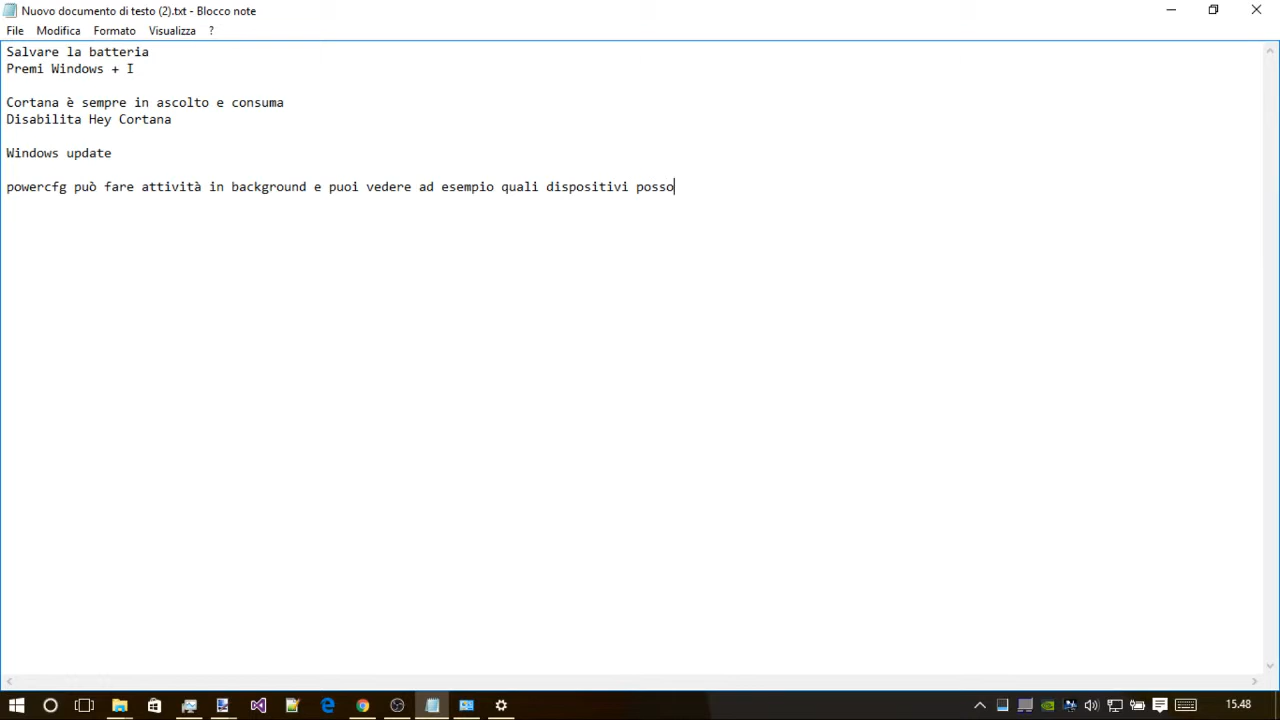 Nuovo documento di testo (2).txt - Blocco note
File Modifica Formato Visualizza ?
Salvare la batteria
Premi Windows + I
Cortana è sempre in ascolto e consuma
Disabilita Hey Cortana
Windows update
powercfg può fare attività in background e puoi vedere ad esempio quali dispositivi posso
15.48